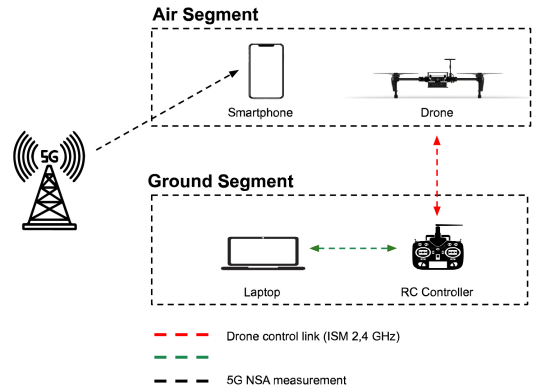 Air Segment
Smartphone
Drone
5G
Ground Segment
Laptop
RC Controller
Drone control link (ISM 2,4 GHz)
5G NSA measurement